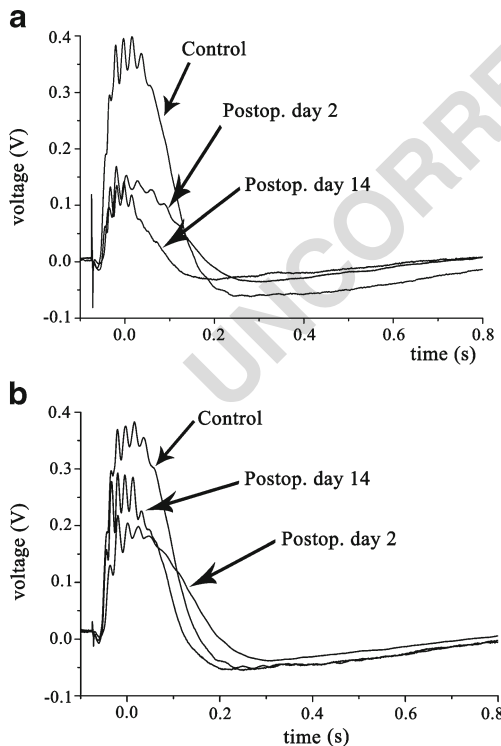 a
0.4
0.3
0.2
0.1
0.0
-0.1
voltage (V)
Control
Postop. day 2
Postop. day 14
0.0
0.2
0.4
0.6
0.8
time (s)
UNCORRE
b
0.4
0.3
0.2
0.1
0.0
-0.1
voltage (V)
Control
Postop. day 14
Postop. day 2
0.0
0.2
0.4
0.6
0.8
time (s)